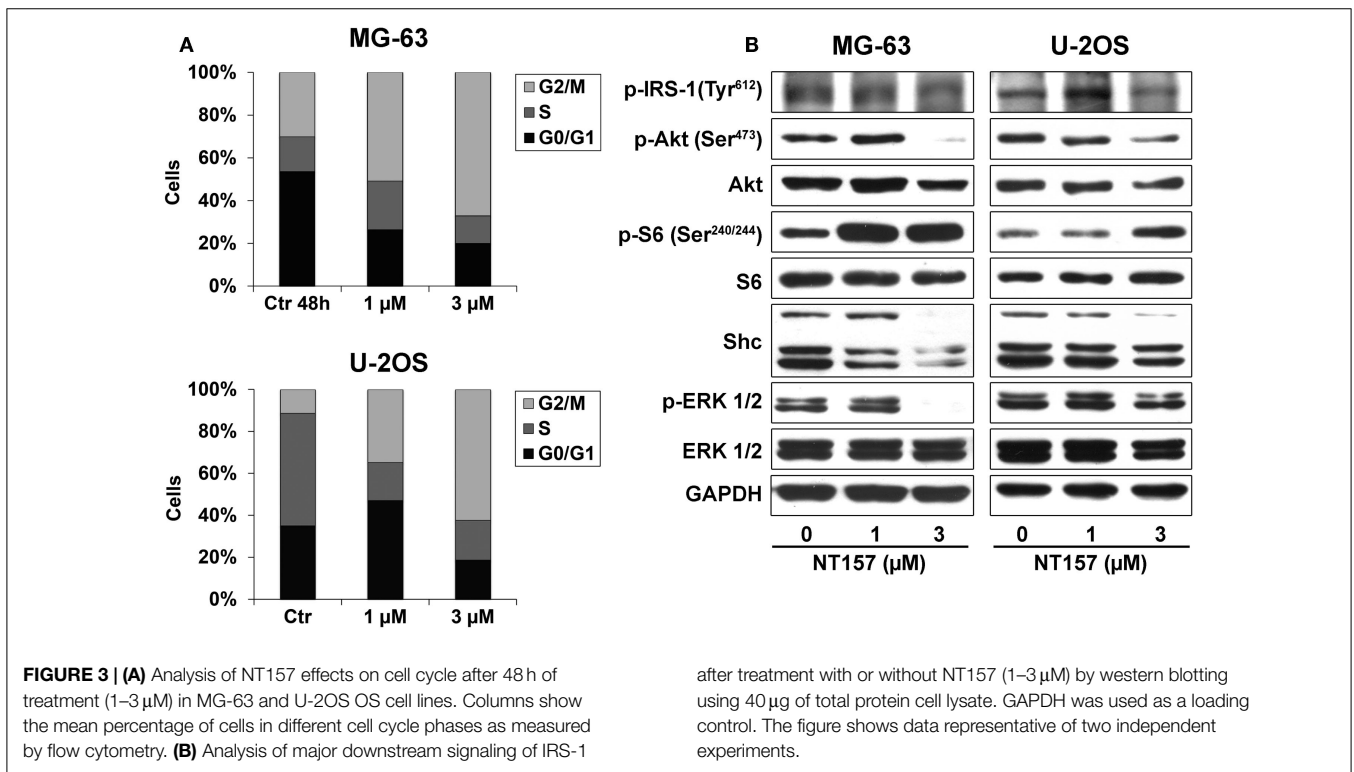 A
MG-63
100%
80%
60%
40%
20%
0%
Cells
Ctr 48h 1 µM 3 µM
G2/M
S
G0/G1
U-2OS
100%
80%
60%
40%
20%
0%
Cells
Ctr 1 µM 3 µM
G2/M
S
G0/G1
B
MG-63 U-2OS
p-IRS-1(Tyr⁶¹²)
p-Akt (Ser⁴⁷³)
Akt
p-S6 (Ser²⁴⁰/²⁴⁴)
S6
Shc
p-ERK 1/2
ERK 1/2
GAPDH
0 1 3 0 1 3
NT157 (µM) NT157 (µM)
FIGURE 3 | (A) Analysis of NT157 effects on cell cycle after 48 h of
treatment (1–3 µM) in MG-63 and U-2OS OS cell lines. Columns show
the mean percentage of cells in different cell cycle phases as measured
by flow cytometry. (B) Analysis of major downstream signaling of IRS-1
after treatment with or without NT157 (1–3 µM) by western blotting
using 40 µg of total protein cell lysate. GAPDH was used as a loading
control. The figure shows data representative of two independent
experiments.